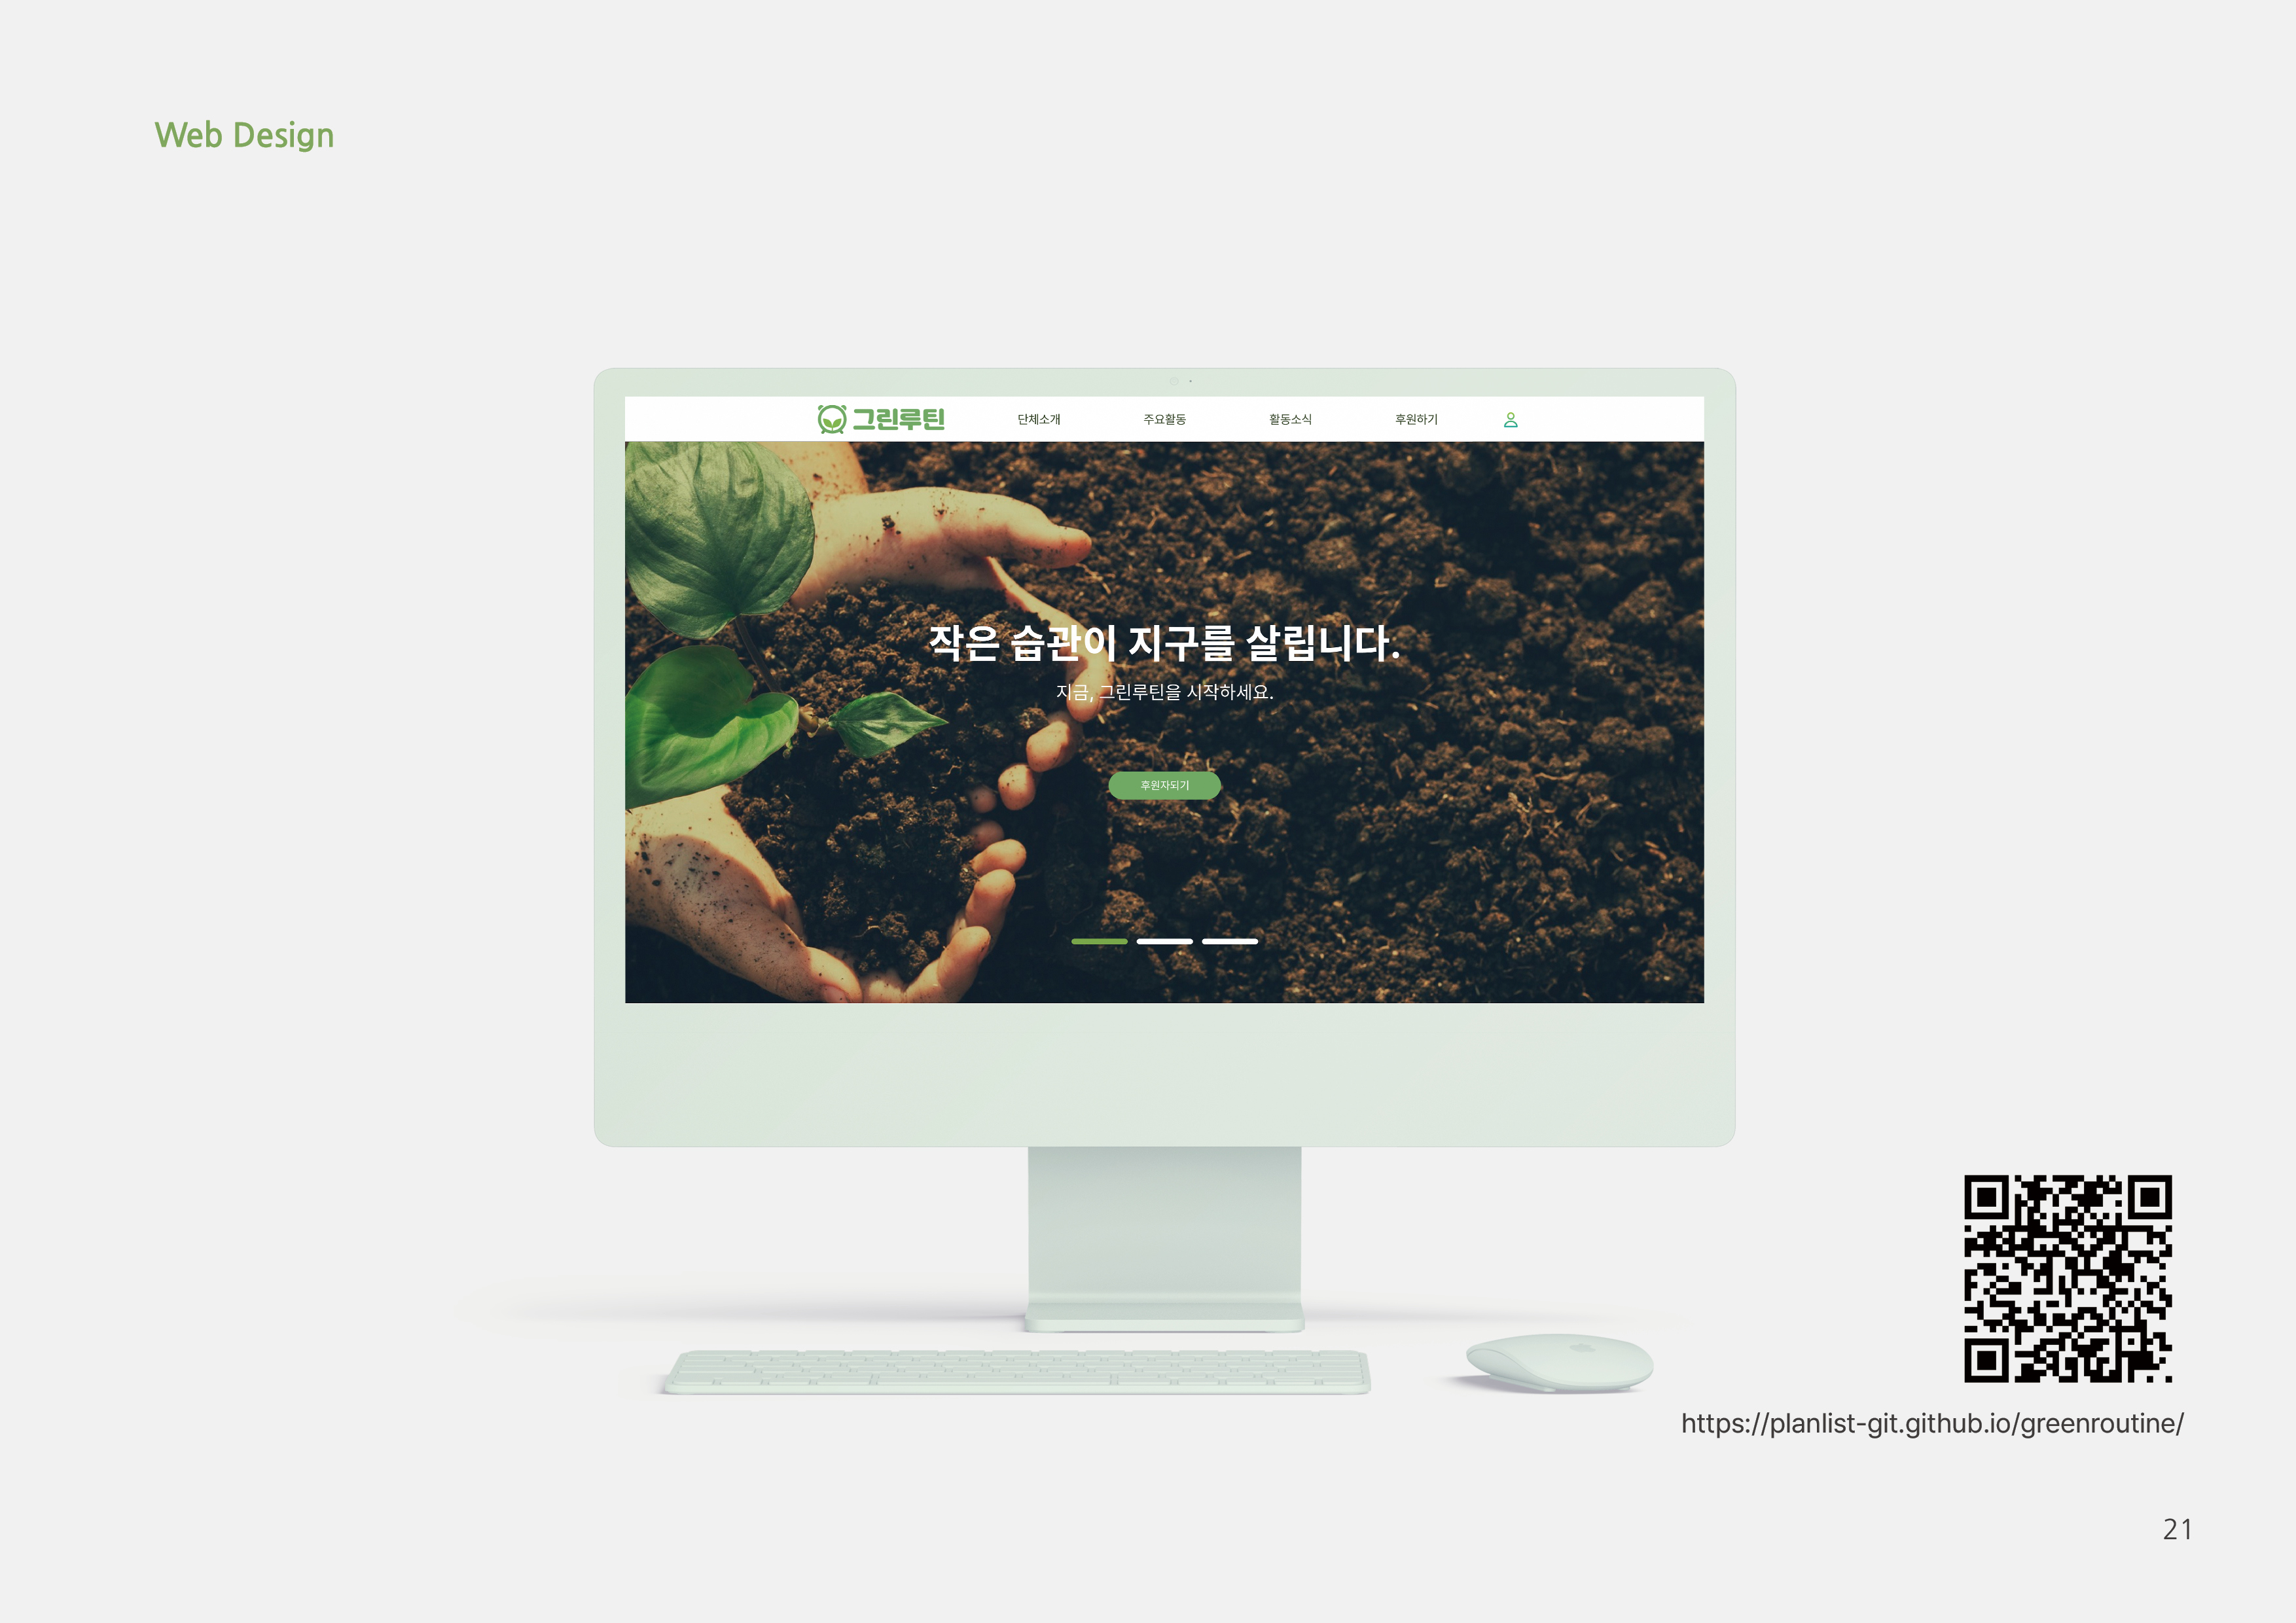 Web Design
그린루틴
단체소개
주요활동
활동소식
후원하기
작은 습관이 지구를 살립니다.
지금, 그린루틴을 시작하세요.
후원자되기
https://planlist-git.github.io/greenroutine/
21